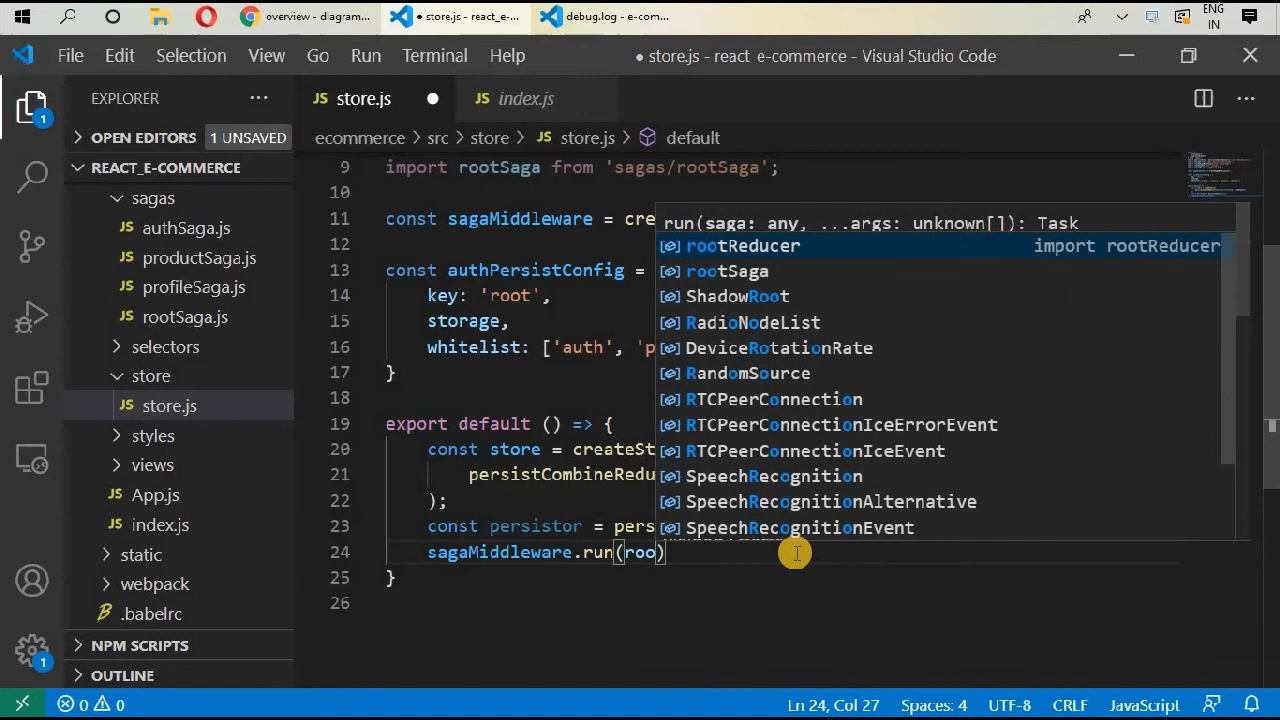 overview - diagram...
store.js - react_e-...
debug.log - e-com...
ENG
IN
File Edit Selection View Go Run Terminal Help
● store.js - react e-commerce - Visual Studio Code
EXPLORER ...
JS store.js ●
JS index.js
OPEN EDITORS 1 UNSAVED
ecommerce > src > store > JS store.js > default
REACT_E-COMMERCE
sagas
JS authSaga.js
JS productSaga.js
JS profileSaga.js
JS rootSaga.js
selectors
store
JS store.js
styles
views
JS App.js
JS index.js
static
webpack
.babelrc
NPM SCRIPTS
OUTLINE
1
1
9 import rootSaga from 'sagas/rootSaga';
10
11 const sagaMiddleware = cre
12
13 const authPersistConfig =
14 key: 'root',
15 storage,
16 whitelist: ['auth', 'p
17 }
18
19 export default () => {
20 const store = createSt
21 persistCombineRedu
22 );
23 const persistor = pers
24 sagaMiddleware.run(roo)
25 }
26
run(saga: any, ...args: unknown[]): Task
rootReducer import rootReducer
rootSaga
ShadowRoot
RadioNodeList
DeviceRotationRate
RandomSource
RTCPeerConnection
RTCPeerConnectionIceErrorEvent
RTCPeerConnectionIceEvent
SpeechRecognition
SpeechRecognitionAlternative
SpeechRecognitionEvent
0 0 Ln 24, Col 27 Spaces: 4 UTF-8 CRLF JavaScript